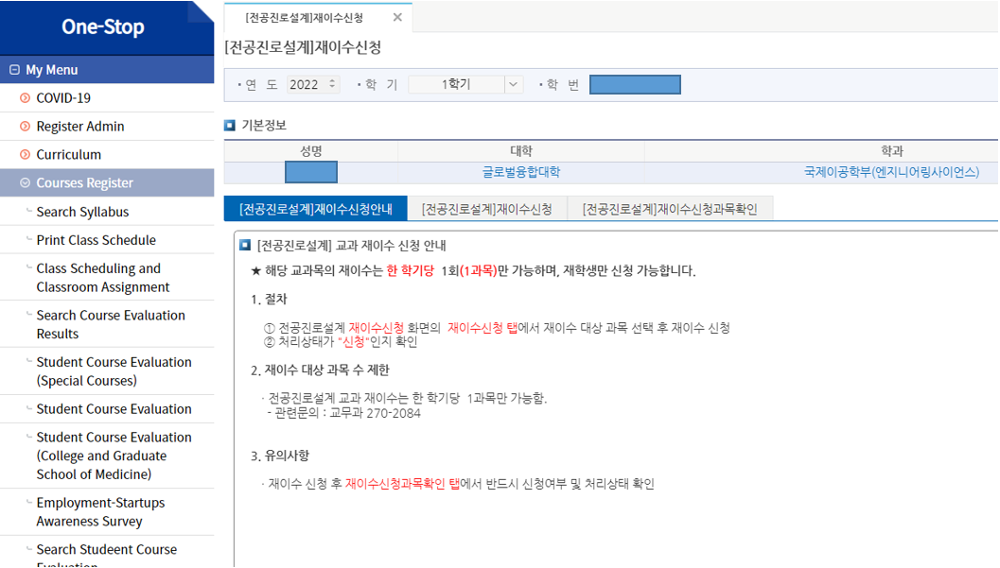 One-Stop
My Menu
COVID-19
Register Admin
Curriculum
Courses Register
Search Syllabus
Print Class Schedule
Class Scheduling and
Classroom Assignment
Search Course Evaluation
Results
Student Course Evaluation
(Special Courses)
Student Course Evaluation
Student Course Evaluation
(College and Graduate
School of Medicine)
Employment-Startups
Awareness Survey
Search Studeent Course
Evaluation
[전공진로설계]재이수신청
[전공진로설계]재이수신청
• 연 도 2022 • 학 기 1학기 • 학 번
기본정보
성명 대학 학과
글로벌융합대학 국제이공학부(엔지니어링사이언스)
[전공진로설계]재이수신청안내 [전공진로설계]재이수신청 [전공진로설계]재이수신청과목확인
[전공진로설계] 교과 재이수 신청 안내
★ 해당 교과목의 재이수는 한 학기당 1회(1과목)만 가능하며, 재학생만 신청 가능합니다.
1. 절차
① 전공진로설계 재이수신청 화면의 재이수신청 탭에서 재이수 대상 과목 선택 후 재이수 신청
② 처리상태가 "신청"인지 확인
2. 재이수 대상 과목 수 제한
· 전공진로설계 교과 재이수는 한 학기당 1과목만 가능함.
- 관련문의 : 교무과 270-2084
3. 유의사항
· 재이수 신청 후 재이수신청과목확인 탭에서 반드시 신청여부 및 처리상태 확인